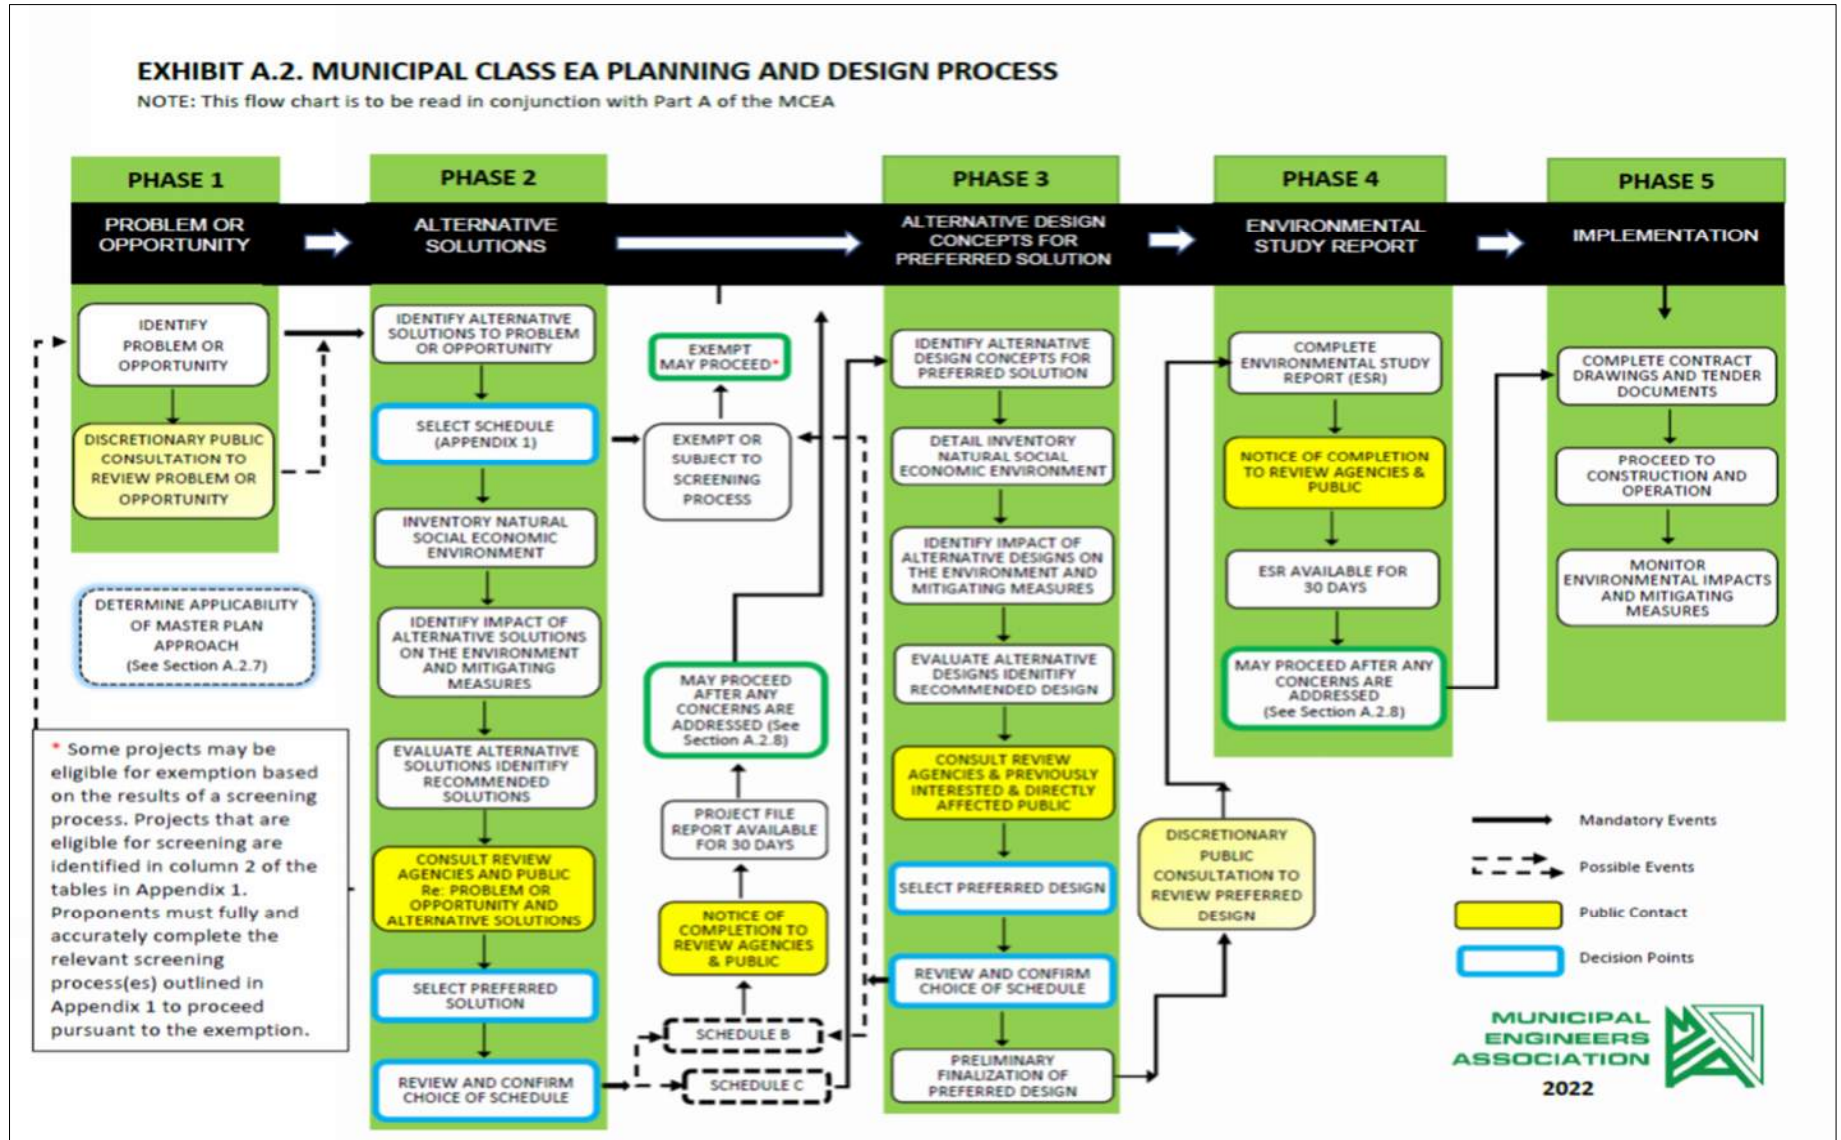 EXHIBIT A.2. MUNICIPAL CLASS EA PLANNING AND DESIGN PROCESS
NOTE: This flow chart is to be read in conjunction with Part A of the MCEA
PHASE 1
PROBLEM OR
OPPORTUNITY
IDENTIFY
PROBLEM OR
OPPORTUNITY
DISCRETIONARY PUBLIC
CONSULTATION TO
REVIEW PROBLEM OR
OPPORTUNITY
DETERMINE APPLICABILITY
OF MASTER PLAN
APPROACH
(See Section A.2.7)
* Some projects may be
eligible for exemption based
on the results of a screening
process. Projects that are
eligible for screening are
identified in column 2 of the
tables in Appendix 1.
Proponents must fully and
accurately complete the
relevant screening
process(es) outlined in
Appendix 1 to proceed
pursuant to the exemption.
PHASE 2
ALTERNATIVE
SOLUTIONS
IDENTIFY ALTERNATIVE
SOLUTIONS TO PROBLEM
OR OPPORTUNITY
SELECT SCHEDULE
(APPENDIX 1)
INVENTORY NATURAL
SOCIAL ECONOMIC
ENVIRONMENT
IDENTIFY IMPACT OF
ALTERNATIVE SOLUTIONS
ON THE ENVIRONMENT
AND MITIGATING
MEASURES
EVALUATE ALTERNATIVE
SOLUTIONS IDENITIFY
RECOMMENDED
SOLUTIONS
CONSULT REVIEW
AGENCIES AND PUBLIC
Re: PROBLEM OR
OPPORTUNITY AND
ALTERNATIVE SOLUTIONS
SELECT PREFERRED
SOLUTION
REVIEW AND CONFIRM
CHOICE OF SCHEDULE
EXEMPT
MAY PROCEED*
EXEMPT OR
SUBJECT TO
SCREENING
PROCESS
MAY PROCEED
AFTER ANY
CONCERNS ARE
ADDRESSED (See
Section A.2.8)
PROJECT FILE
REPORT AVAILABLE
FOR 30 DAYS
NOTICE OF
COMPLETION TO
REVIEW AGENCIES
& PUBLIC
SCHEDULE B
SCHEDULE C
PHASE 3
ALTERNATIVE DESIGN
CONCEPTS FOR
PREFERRED SOLUTION
IDENTIFY ALTERNATIVE
DESIGN CONCEPTS FOR
PREFERRED SOLUTION
DETAIL INVENTORY
NATURAL SOCIAL
ECONOMIC ENVIRONMENT
IDENTIFY IMPACT OF
ALTERNATIVE DESIGNS ON
THE ENVIRONMENT AND
MITIGATING MEASURES
EVALUATE ALTERNATIVE
DESIGNS IDENITIFY
RECOMMENDED DESIGN
CONSULT REVIEW
AGENCIES & PREVIOUSLY
INTERESTED & DIRECTLY
AFFECTED PUBLIC
SELECT PREFERRED DESIGN
REVIEW AND CONFIRM
CHOICE OF SCHEDULE
PRELIMINARY
FINALIZATION OF
PREFERRED DESIGN
DISCRETIONARY
PUBLIC
CONSULTATION TO
REVIEW PREFERRED
DESIGN
PHASE 4
ENVIRONMENTAL
STUDY REPORT
COMPLETE
ENVIRONMENTAL STUDY
REPORT (ESR)
NOTICE OF COMPLETION
TO REVIEW AGENCIES &
PUBLIC
ESR AVAILABLE FOR
30 DAYS
MAY PROCEED AFTER ANY
CONCERNS ARE
ADDRESSED
(See Section A.2.8)
PHASE 5
IMPLEMENTATION
COMPLETE CONTRACT
DRAWINGS AND TENDER
DOCUMENTS
PROCEED TO
CONSTRUCTION AND
OPERATION
MONITOR
ENVIRONMENTAL IMPACTS
AND MITIGATING
MEASURES
Mandatory Events
Possible Events
Public Contact
Decision Points
MUNICIPAL
ENGINEERS
ASSOCIATION
2022